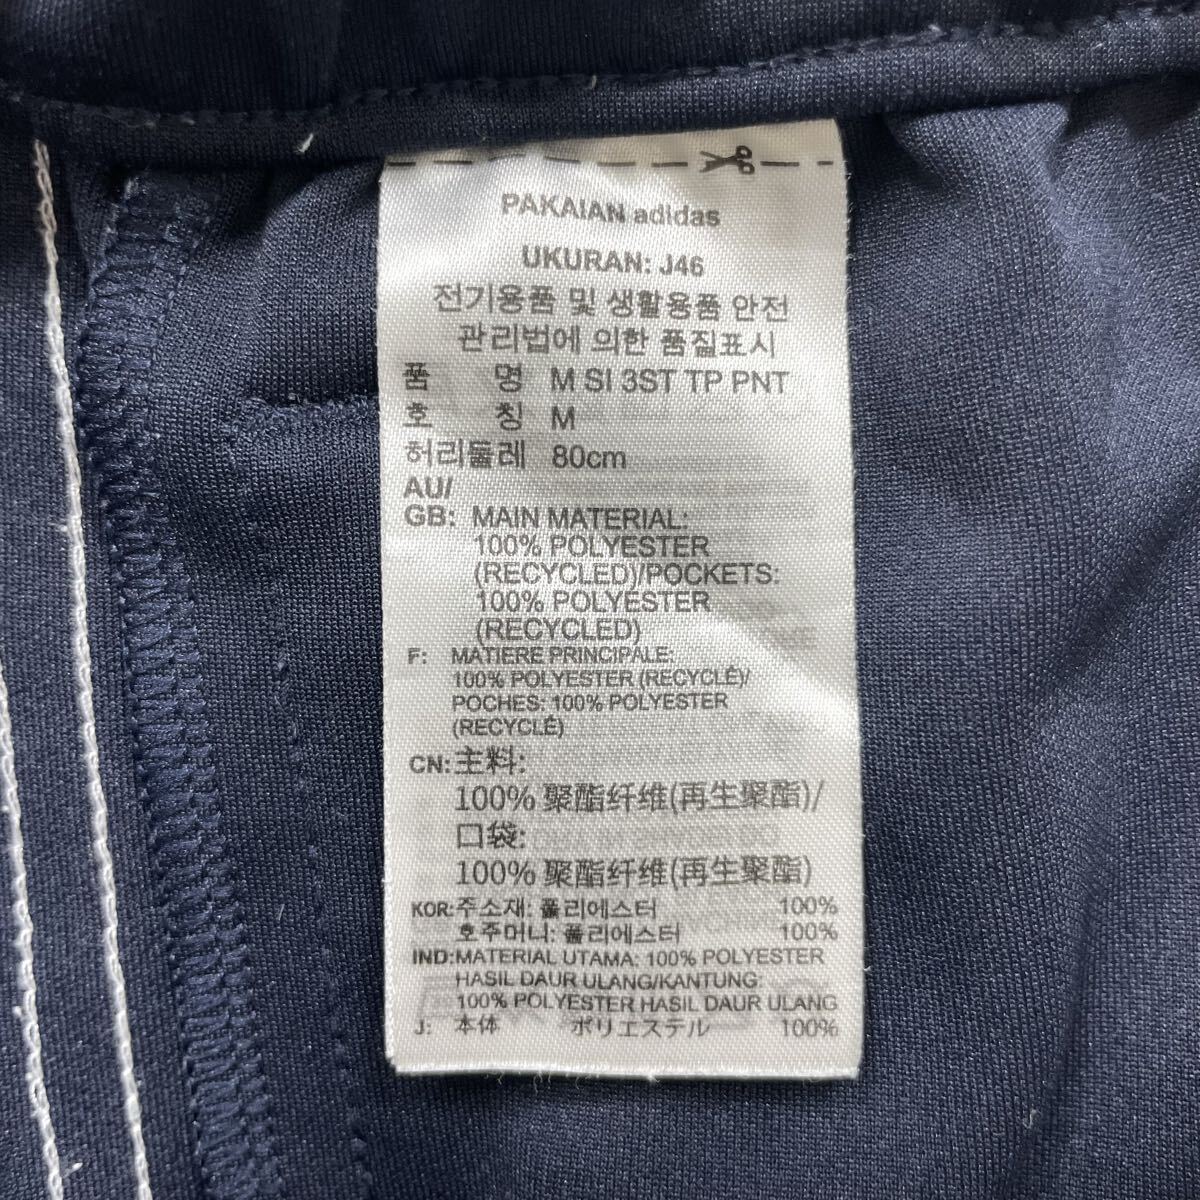 PAKAIAN adidas
UKURAN: J46
전기용품 및 생활용품 안전
관리법에 의한 품질표시
품 명 M SI 3ST TP PNT
호 칭 M
허리둘레 80cm
AU/
GB: MAIN MATERIAL:
100% POLYESTER
(RECYCLED)/POCKETS:
100% POLYESTER
(RECYCLED)
F: MATIERE PRINCIPALE:
100% POLYESTER (RECYCLÉ)/
POCHES: 100% POLYESTER
(RECYCLÉ)
CN: 主料:
100% 聚酯纤维(再生聚酯)/
口袋:
100% 聚酯纤维(再生聚酯)
KOR: 주소재: 폴리에스터 100%
호주머니: 폴리에스터 100%
IND: MATERIAL UTAMA: 100% POLYESTER
HASIL DAUR ULANG/KANTUNG:
100% POLYESTER HASIL DAUR ULANG
J: 本体 ポリエステル 100%